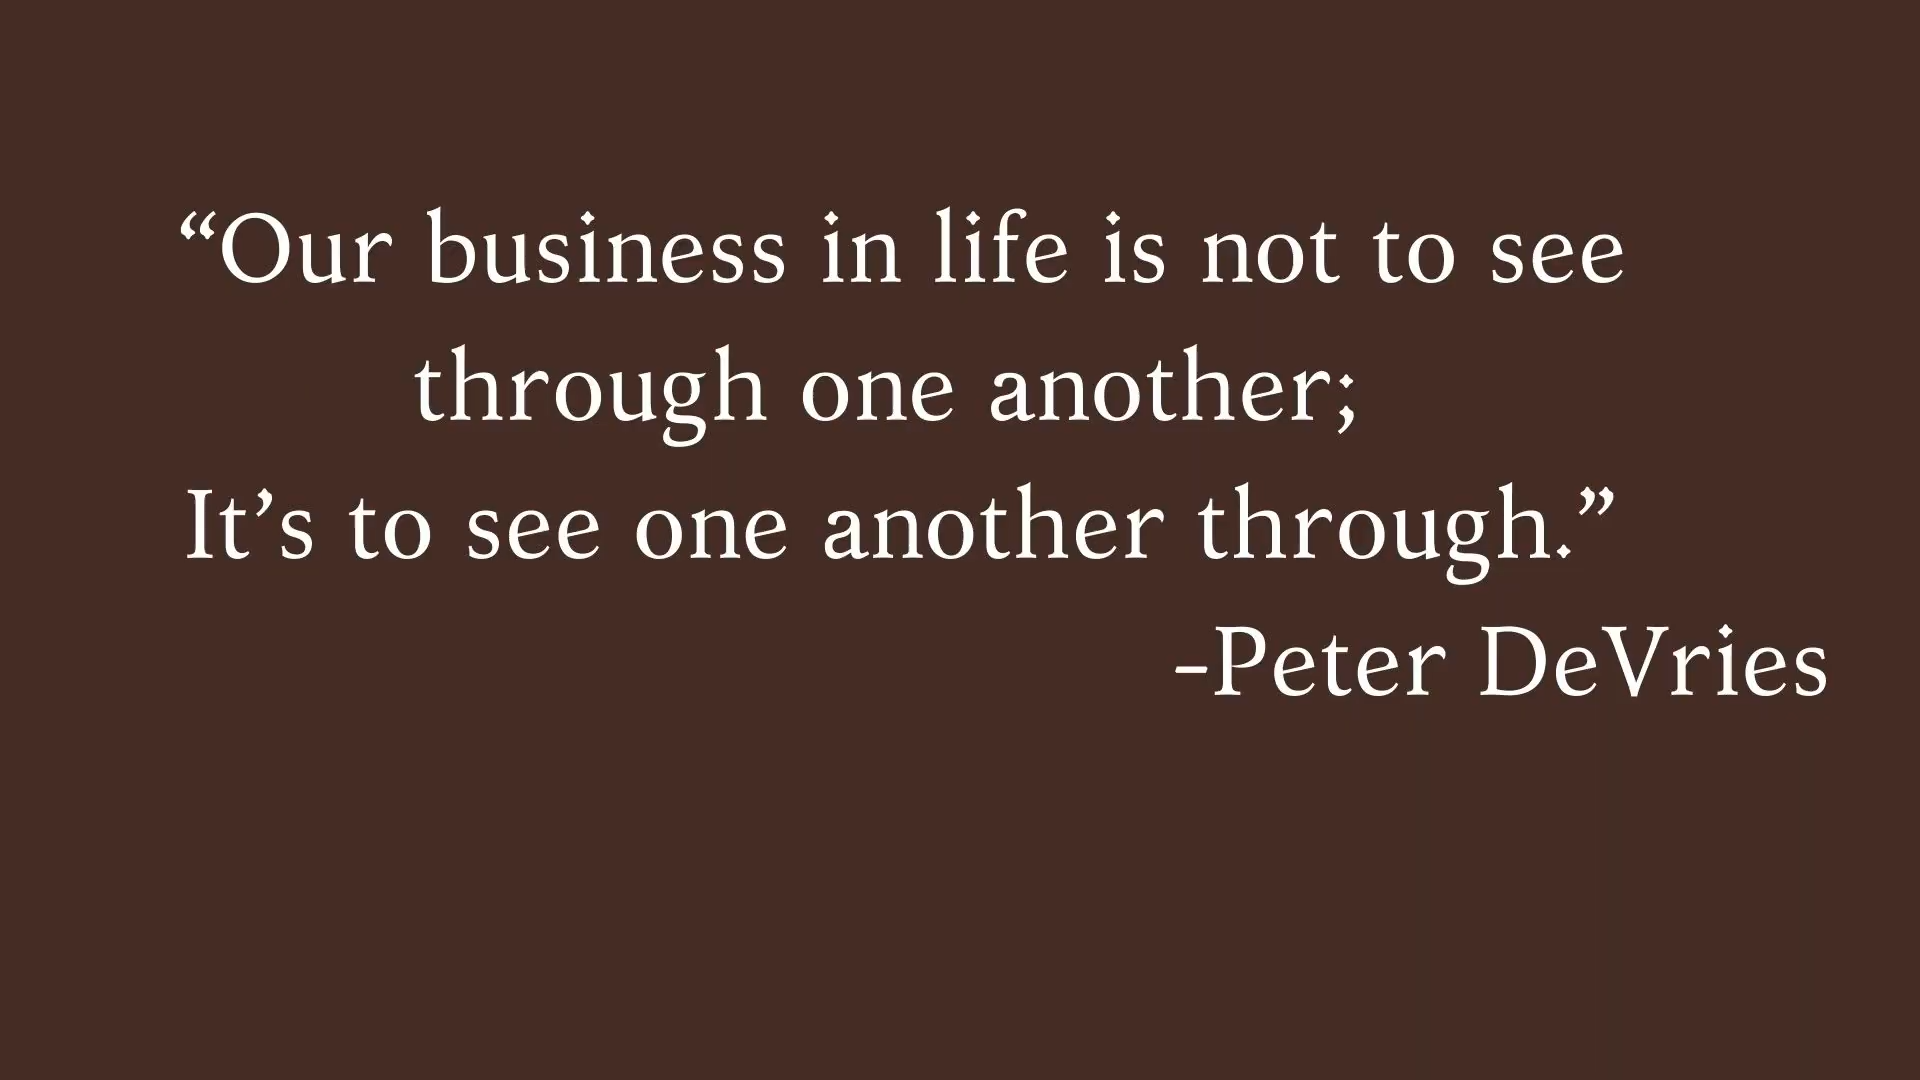 “Our business in life is not to see
through one another;
It’s to see one another through.”
-Peter DeVries